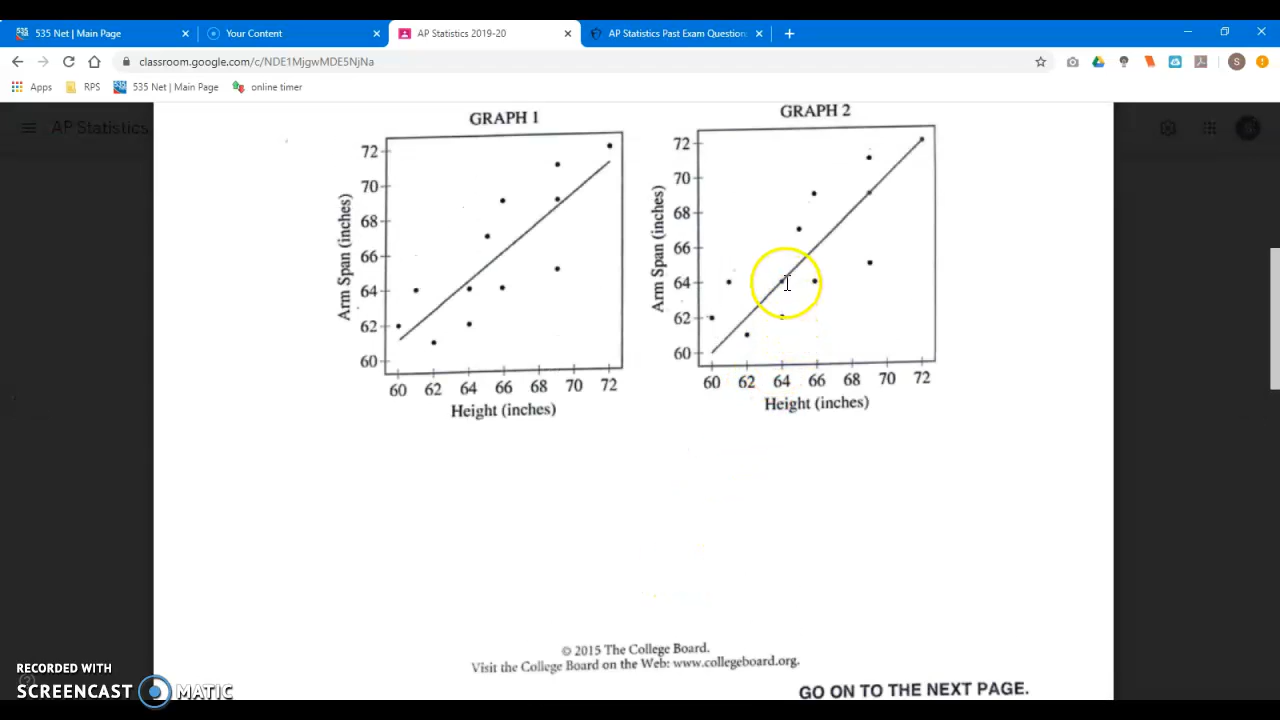 535 Net | Main Page
Your Content
AP Statistics 2019-20
AP Statistics Past Exam Question
classroom.google.com/c/NDE1MjgwMDE5NjNa
Apps
RPS
535 Net | Main Page
online timer
S
AP Statistics
GRAPH 1
GRAPH 2
72
70
68
66
64
62
60
Arm Span (inches)
60 62 64 66 68 70 72
Height (inches)
72
70
68
66
64
62
60
Arm Span (inches)
60 62 64 66 68 70 72
Height (inches)
© 2015 The College Board.
Visit the College Board on the Web: www.collegeboard.org.
GO ON TO THE NEXT PAGE.
RECORDED WITH
SCREENCAST MATIC